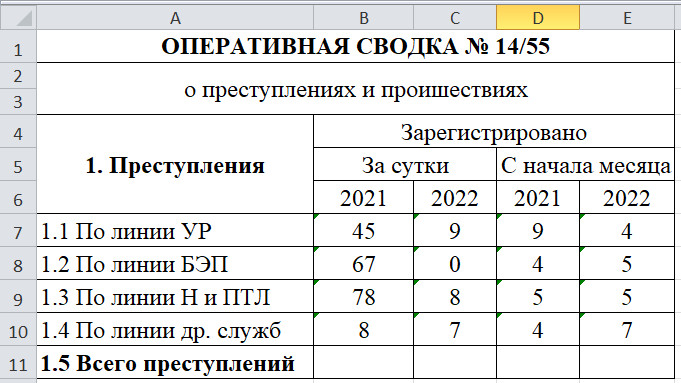 A B C D E
1 ОПЕРАТИВНАЯ СВОДКА № 14/55
2
о преступлениях и проишествиях
3
4 Зарегистрировано
5 1. Преступления За сутки С начала месяца
6 2021 2022 2021 2022
7 1.1 По линии УР 45 9 9 4
8 1.2 По линии БЭП 67 0 4 5
9 1.3 По линии Н и ПТЛ 78 8 5 5
10 1.4 По линии др. служб 8 7 4 7
11 1.5 Всего преступлений